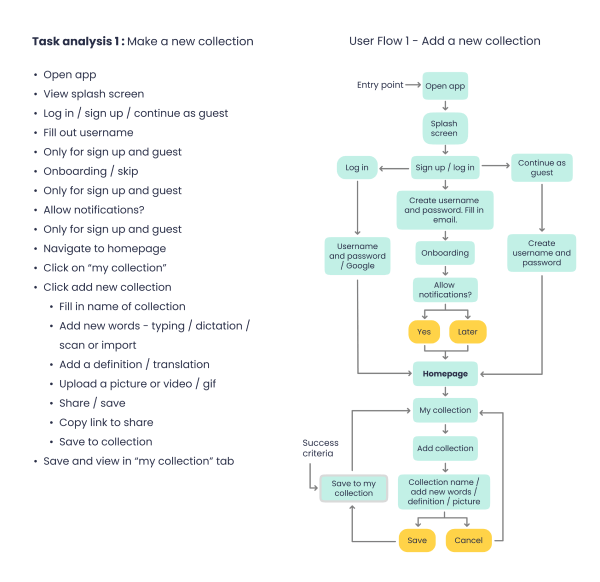 Task analysis 1 : Make a new collection
• Open app
• View splash screen
• Log in / sign up / continue as guest
• Fill out username
• Only for sign up and guest
• Onboarding / skip
• Only for sign up and guest
• Allow notifications?
• Only for sign up and guest
• Navigate to homepage
• Click on “my collection”
• Click add new collection
• Fill in name of collection
• Add new words - typing / dictation /
scan or import
• Add a definition / translation
• Upload a picture or video / gif
• Share / save
• Copy link to share
• Save to collection
• Save and view in “my collection” tab
User Flow 1 - Add a new collection
Entry point
Open app
Splash
screen
Log in
Sign up / log in
Continue as
guest
Create username
and password. Fill in
email.
Username
and password
/ Google
Onboarding
Create
username and
password
Allow
notifications?
Yes
Later
Homepage
My collection
Add collection
Success
criteria
Save to my
collection
Collection name /
add new words /
definition / picture
Save
Cancel